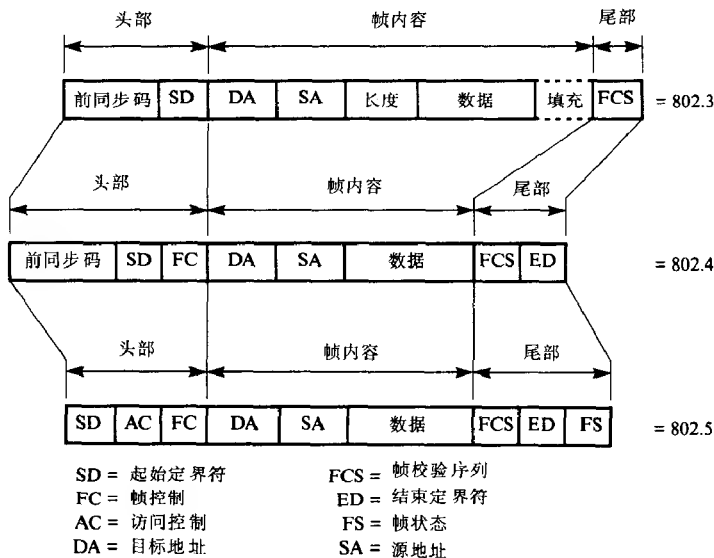 头部 帧内容 尾部
前同步码 SD DA SA 长度 数据 填充 FCS = 802.3
头部 帧内容 尾部
前同步码 SD FC DA SA 数据 FCS ED = 802.4
头部 帧内容 尾部
SD AC FC DA SA 数据 FCS ED FS = 802.5
SD = 起始定界符 FCS = 帧校验序列
FC = 帧控制 ED = 结束定界符
AC = 访问控制 FS = 帧状态
DA = 目标地址 SA = 源地址